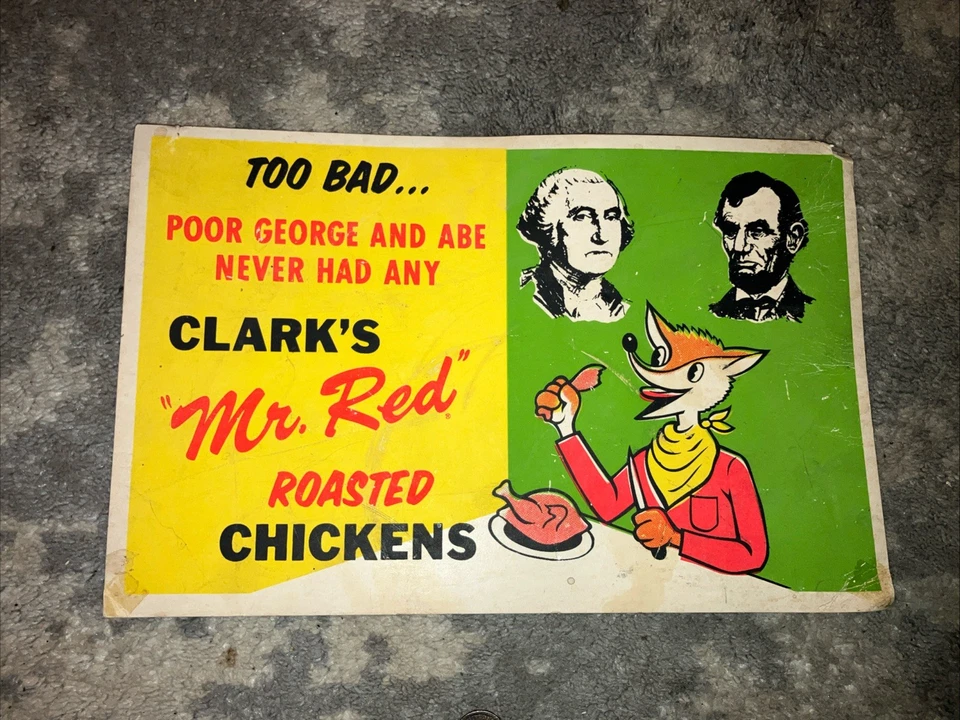 TOO BAD...
POOR GEORGE AND ABE
NEVER HAD ANY
CLARK'S
"Mr. Red"
ROASTED
CHICKENS